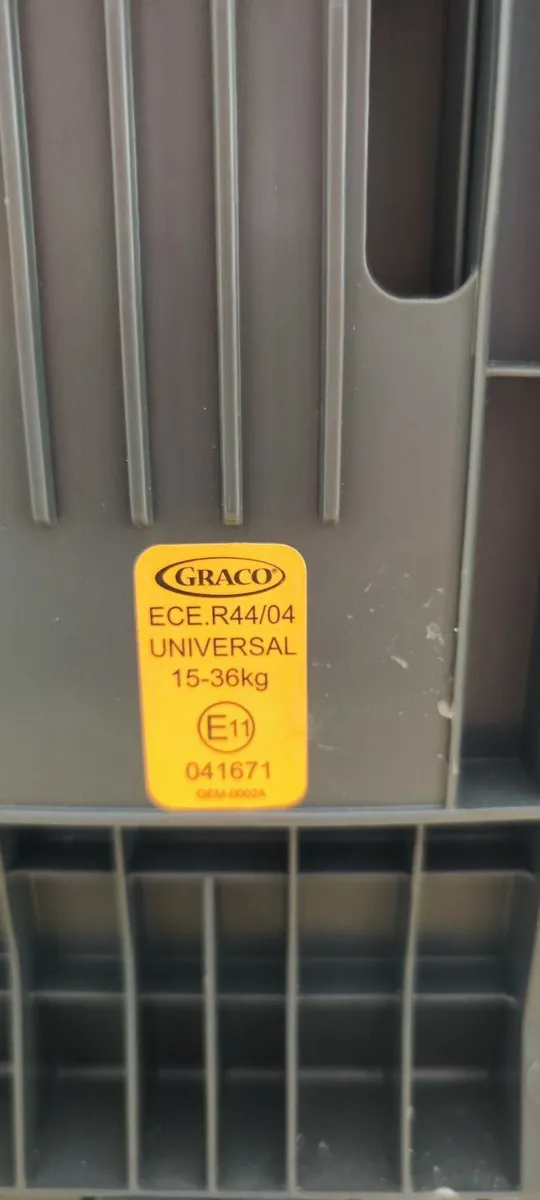 GRACO®
ECE.R44/04
UNIVERSAL
15-36kg
E11
041671
GEM-0002A